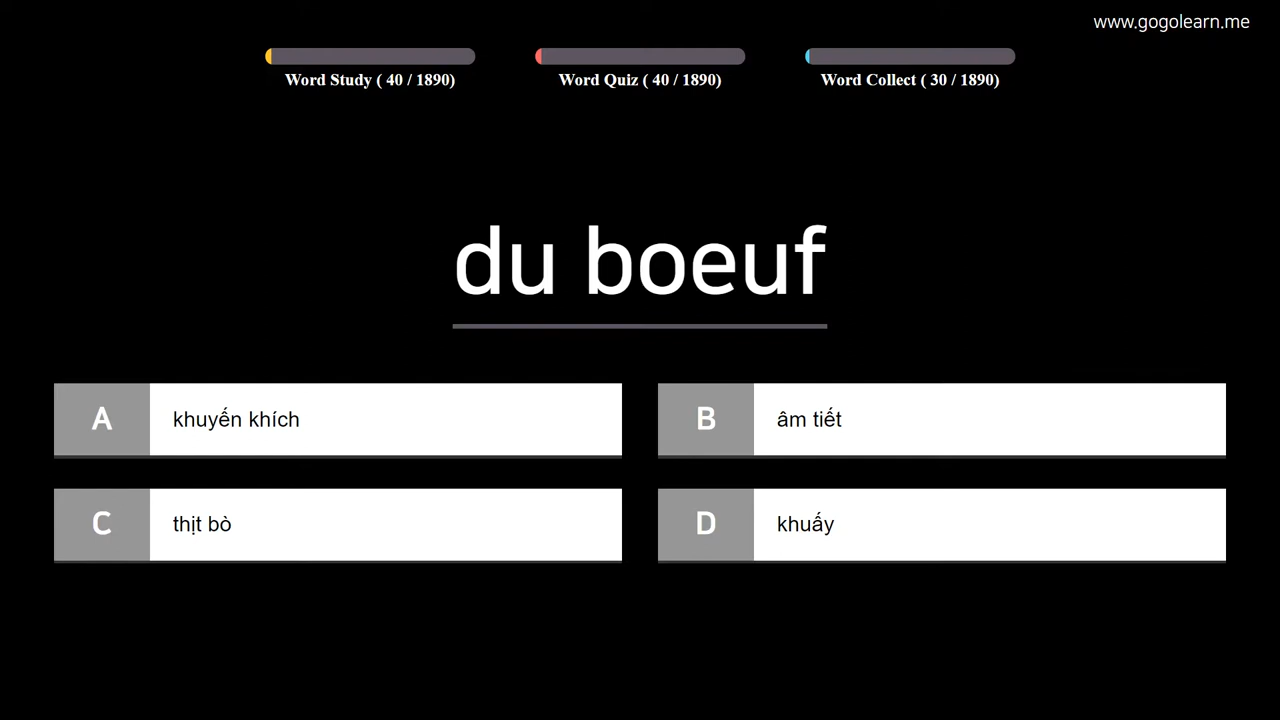 www.gogolearn.me
Word Study ( 40 / 1890)
Word Quiz ( 40 / 1890)
Word Collect ( 30 / 1890)
du boeuf
A khuyến khích
B âm tiết
C thịt bò
D khuấy